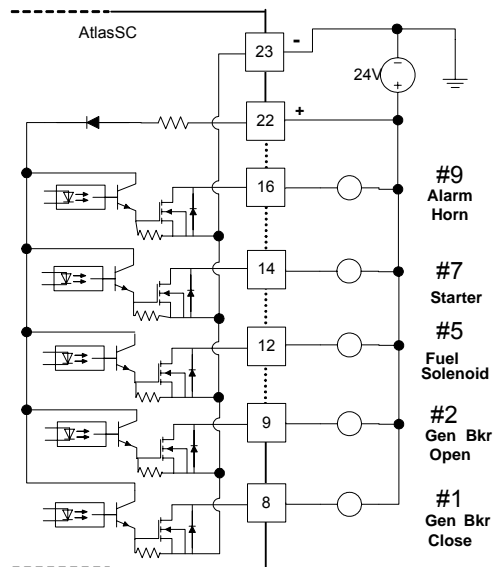 AtlasSC
23 -
24V
-
+
22 +
16
#9
Alarm
Horn
14
#7
Starter
12
#5
Fuel
Solenoid
9
#2
Gen Bkr
Open
8
#1
Gen Bkr
Close